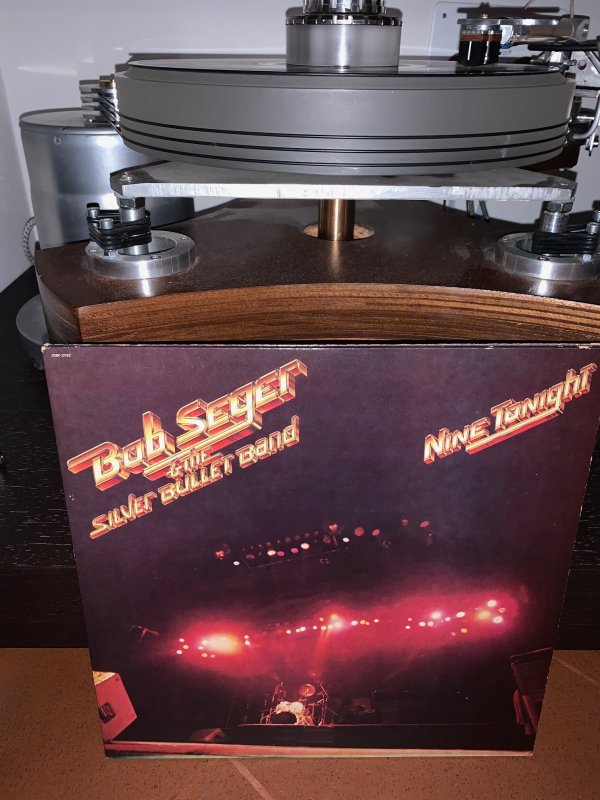 Bob Seger
& THE
SILVER BULLET BAND
NINE TONIGHT